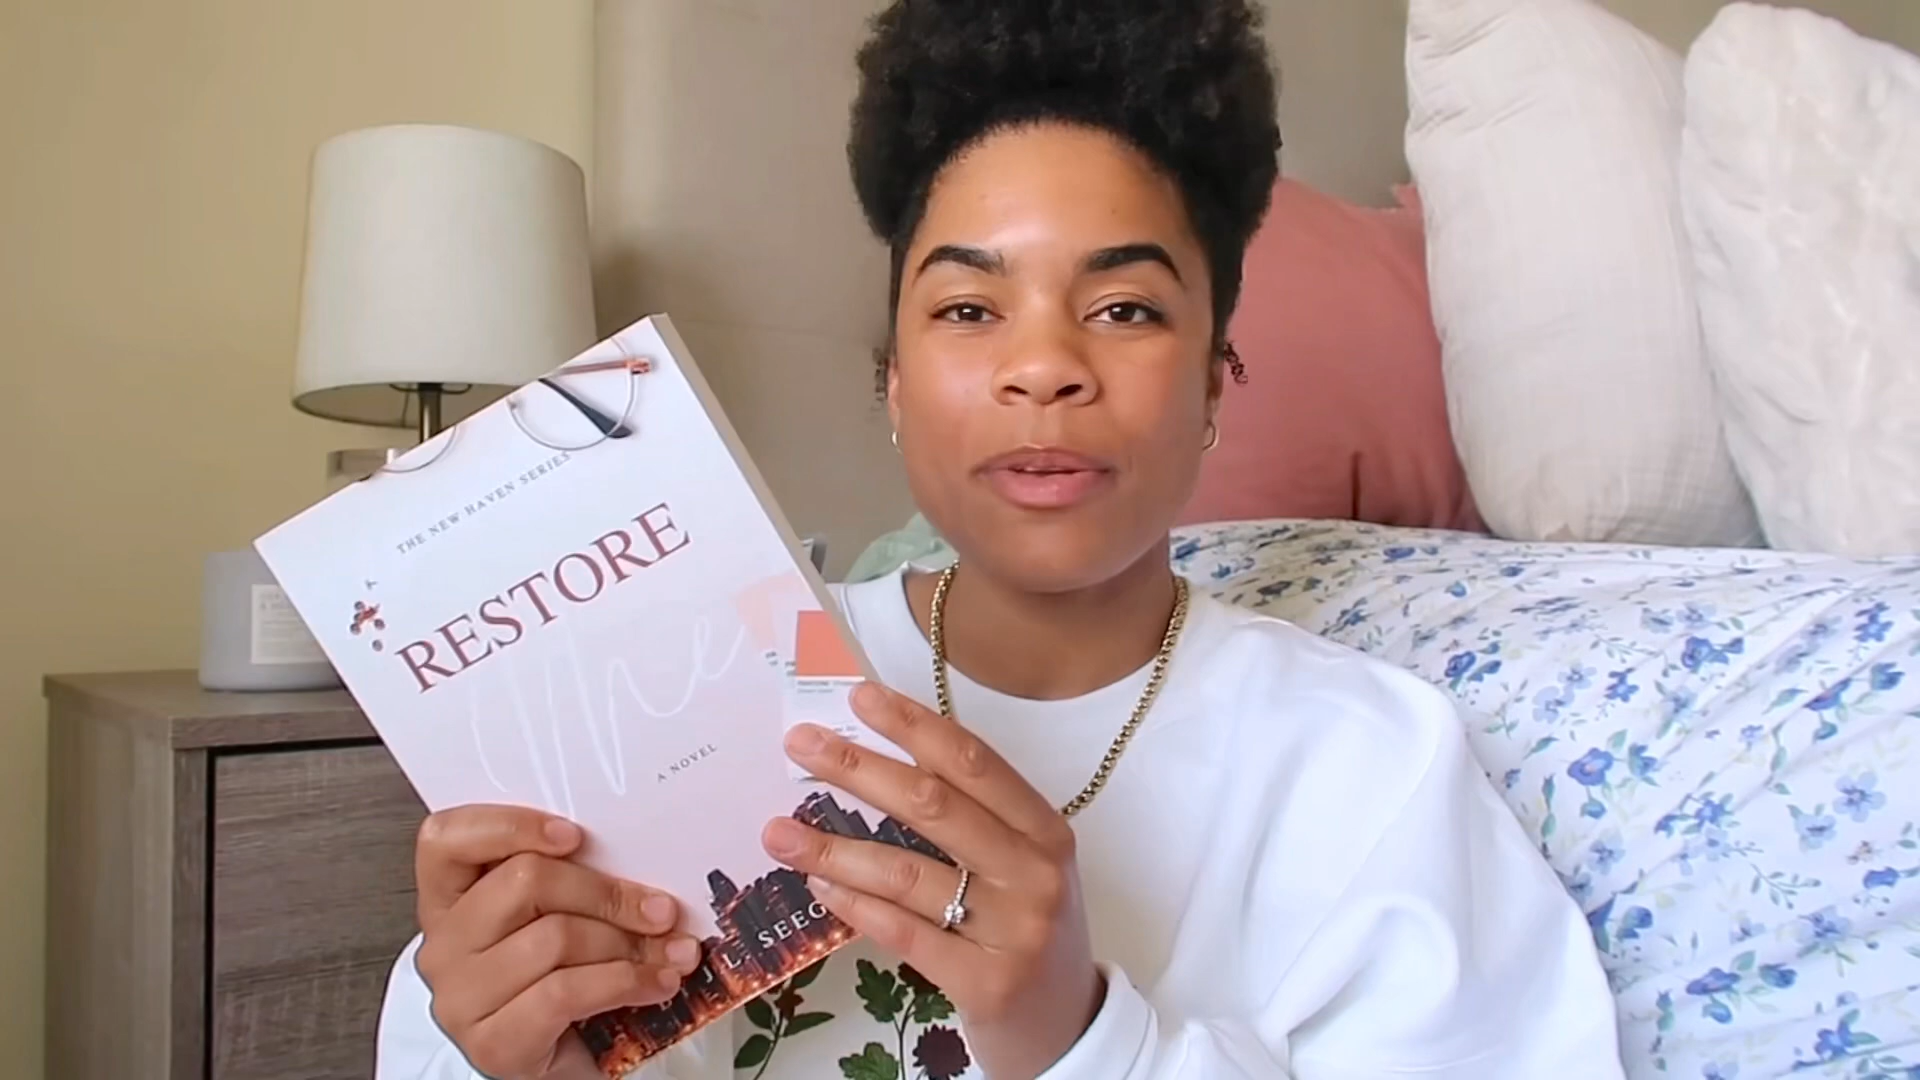 THE NEW HAVEN SERIES
RESTORE
Me
A NOVEL
J.L. SEEG